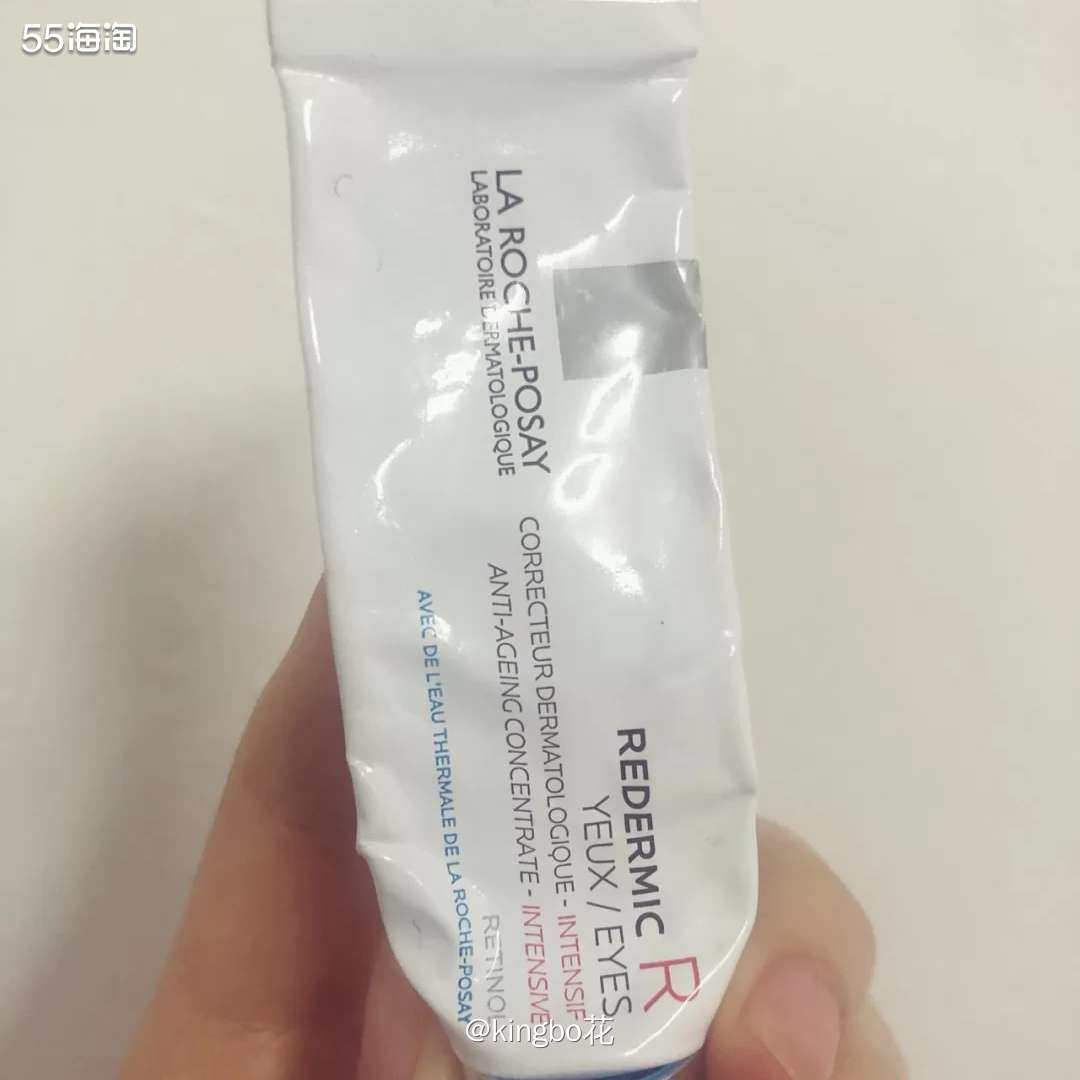 55海淘
LA ROCHE-POSAY
LABORATOIRE DERMATOLOGIQUE
REDERMIC R
YEUX / EYES
CORRECTEUR DERMATOLOGIQUE - INTENSIF
ANTI-AGEING CONCENTRATE - INTENSIVE
RETINOL
AVEC DE L'EAU THERMALE DE LA ROCHE-POSAY
@kingbo花